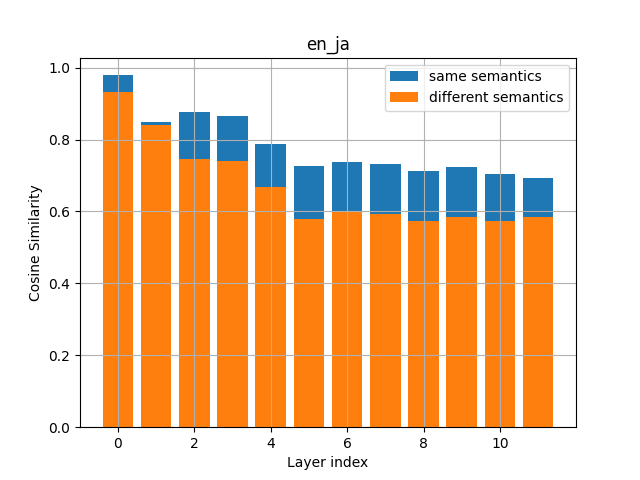 en_ja
same semantics
different semantics
1.0
0.8
0.6
0.4
0.2
0.0
Cosine Similarity
0 2 4 6 8 10
Layer index